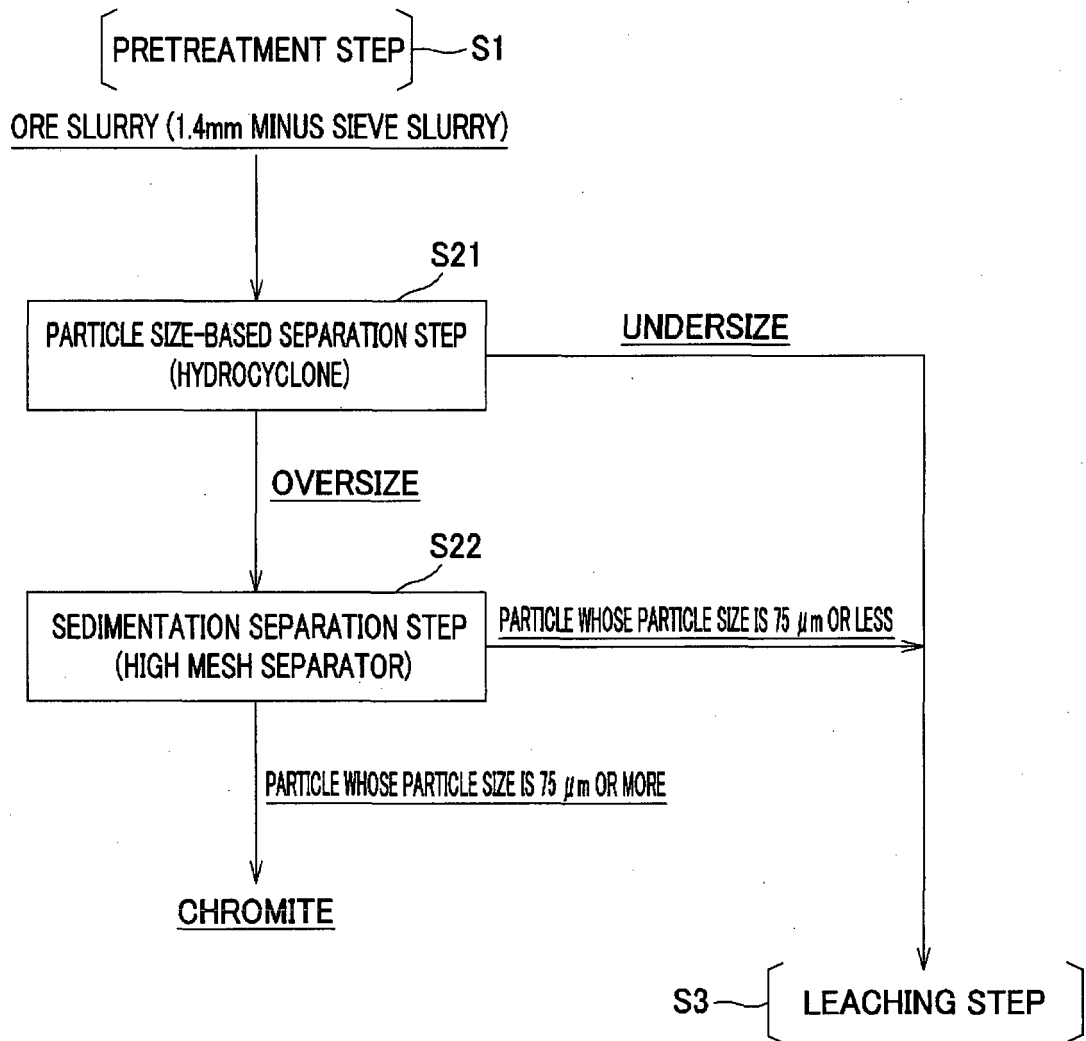 PRETREATMENT STEP S1
ORE SLURRY (1.4mm MINUS SIEVE SLURRY)
S21
PARTICLE SIZE-BASED SEPARATION STEP
(HYDROCYCLONE)
UNDERSIZE
OVERSIZE
S22
SEDIMENTATION SEPARATION STEP
(HIGH MESH SEPARATOR)
PARTICLE WHOSE PARTICLE SIZE IS 75 μm OR LESS
PARTICLE WHOSE PARTICLE SIZE IS 75 μm OR MORE
CHROMITE
S3 LEACHING STEP